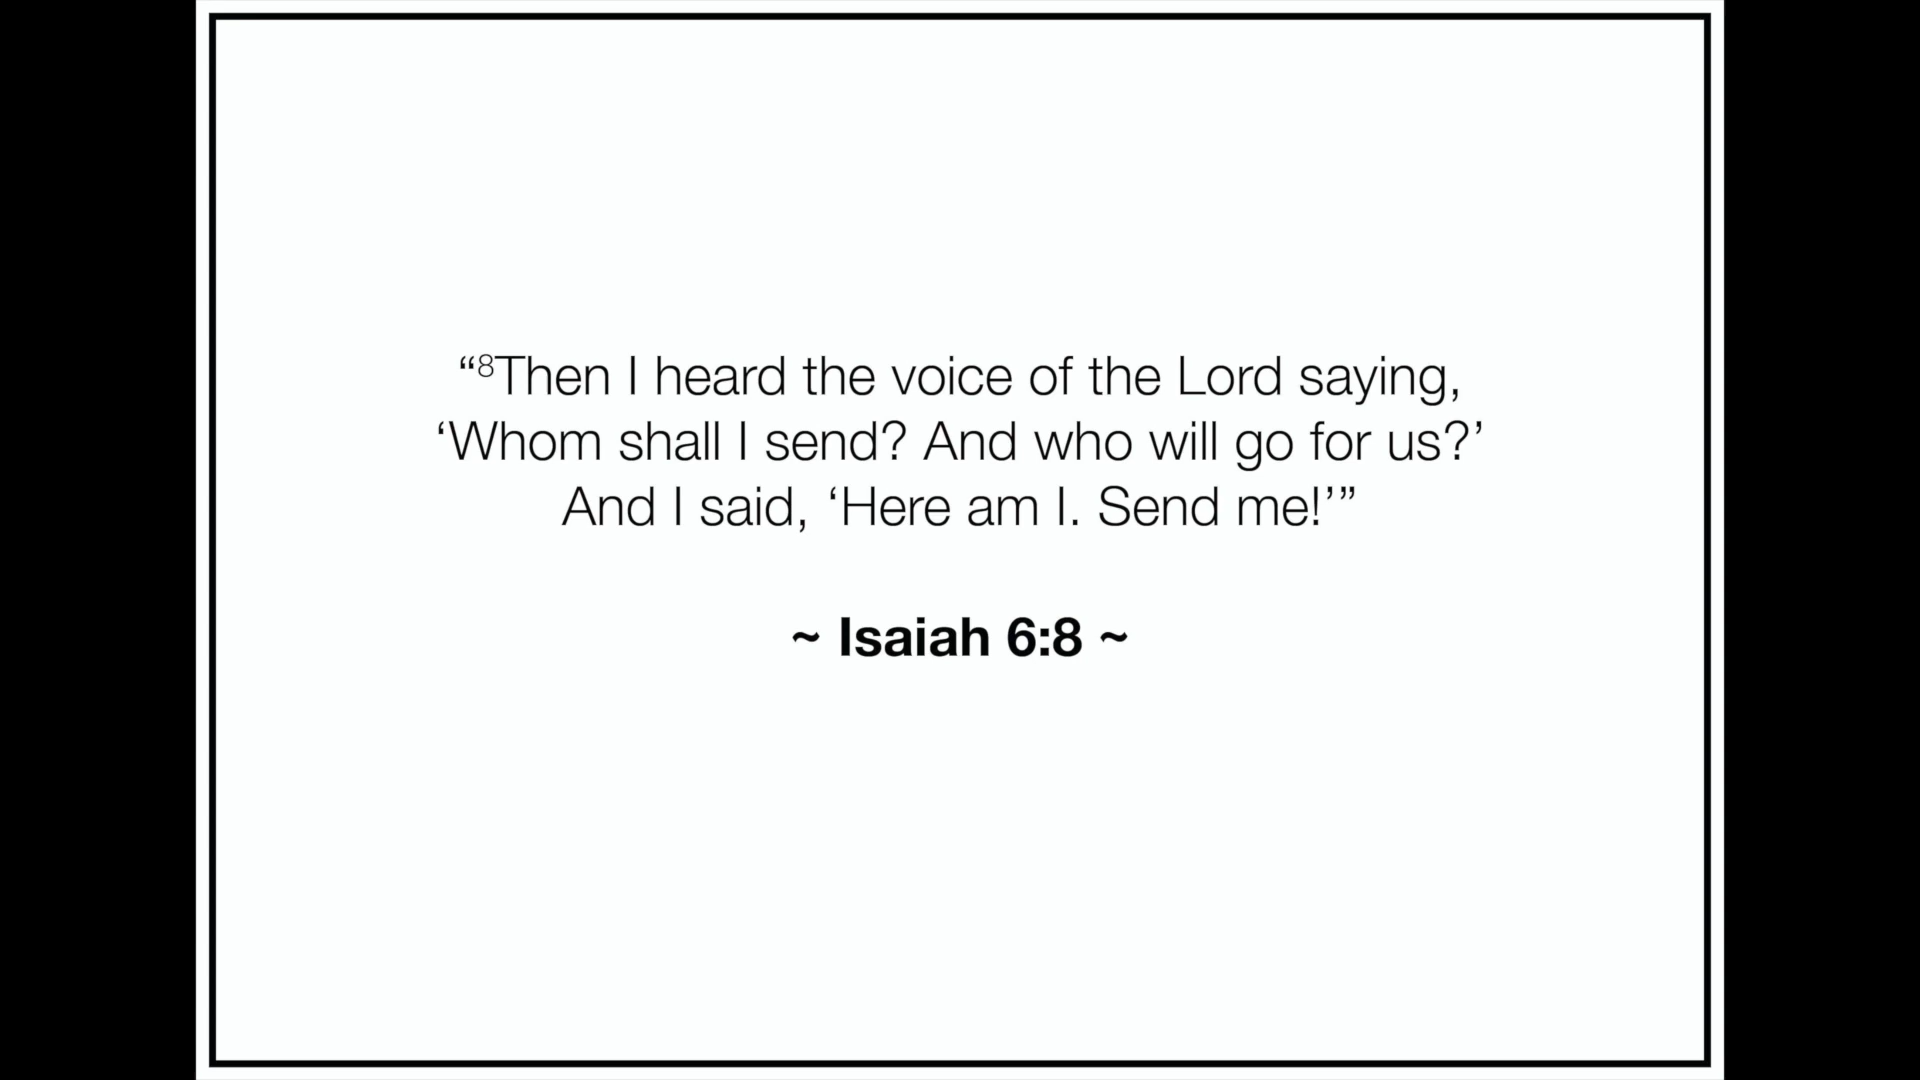 “⁸Then I heard the voice of the Lord saying,
‘Whom shall I send? And who will go for us?’
And I said, ‘Here am I. Send me!’”
~ Isaiah 6:8 ~